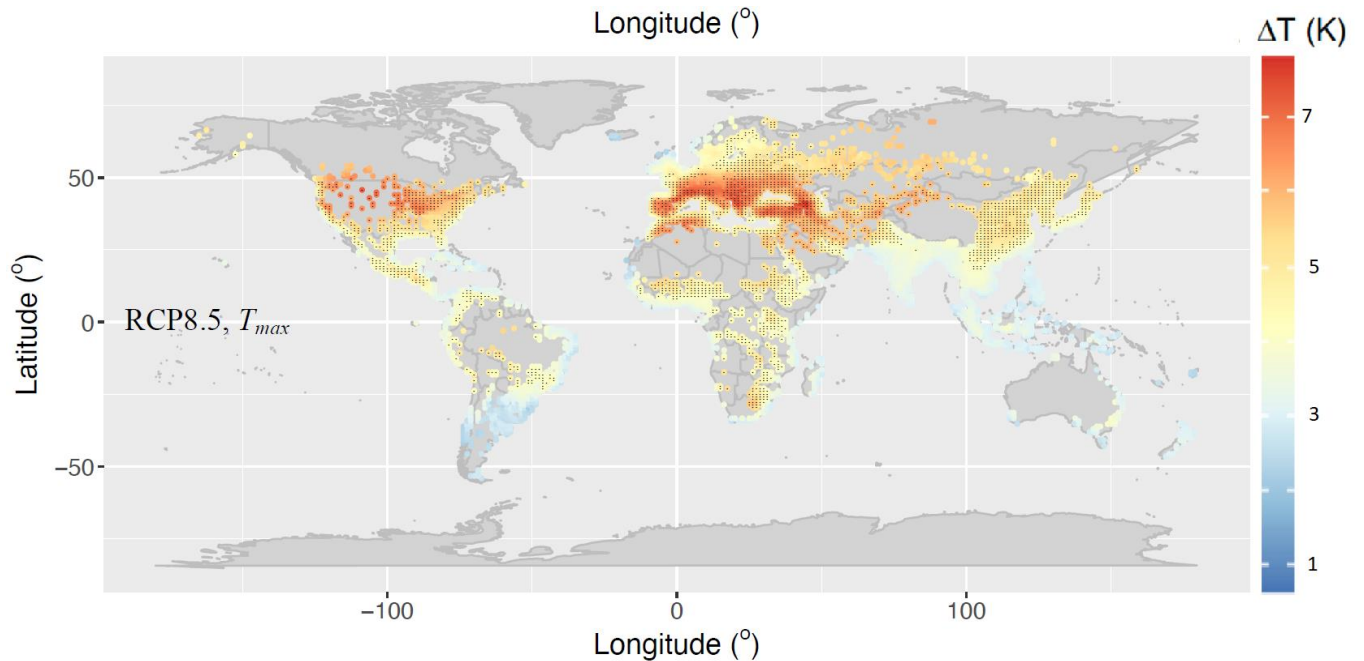 Longitude (°)
ΔT (K)
7
5
3
1
50
0
−50
Latitude (°)
RCP8.5, Tmax
−100
0
100
Longitude (°)